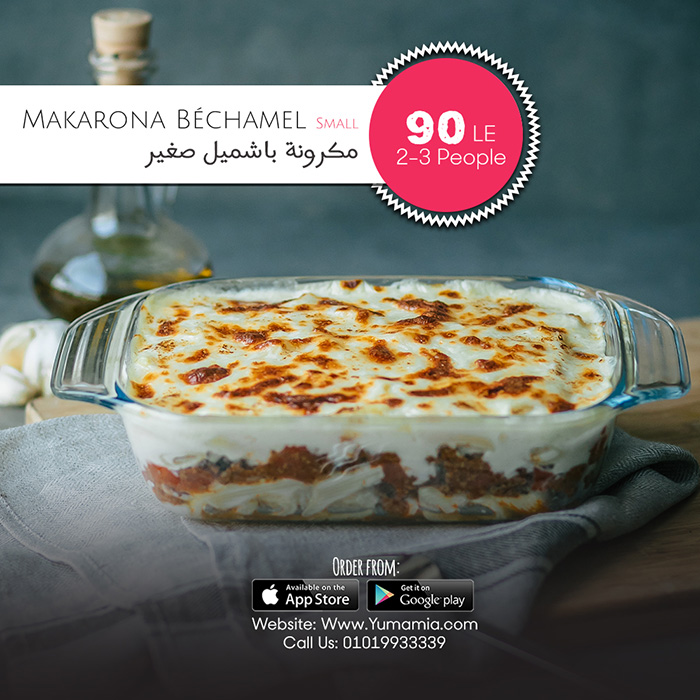 MAKARONA BÉCHAMEL SMALL
مكرونة باشميل صغير
90 LE
2-3 People
ORDER FROM:
Available on the
App Store
Get it on
Google play
Website: Www.Yumamia.com
Call Us: 01019933339